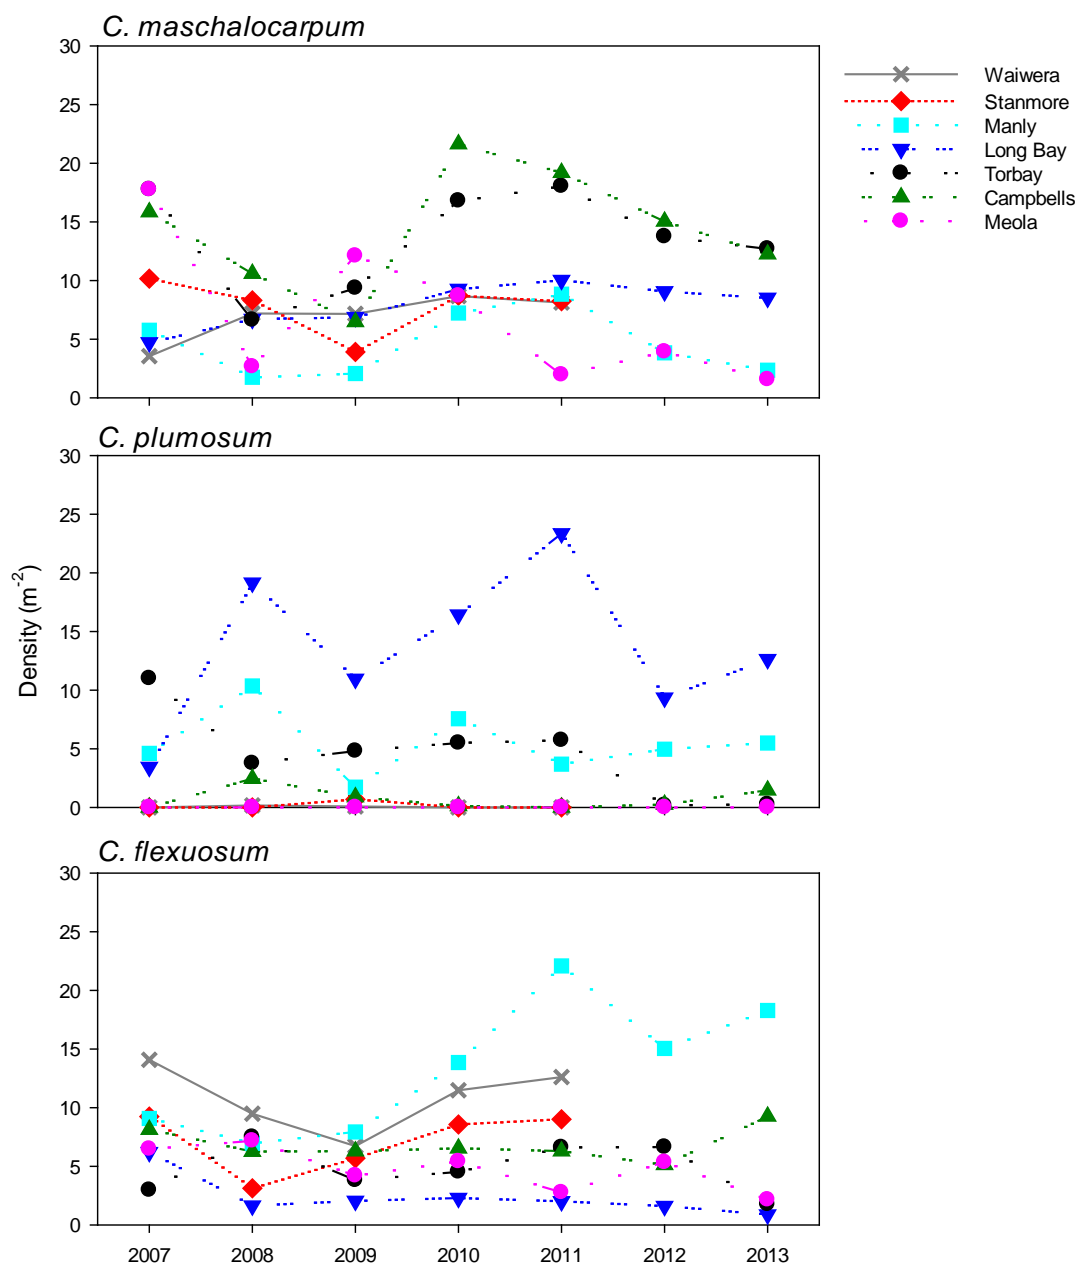 C. maschalocarpum
30
25
20
15
10
5
0
Waiwera
Stanmore
Manly
Long Bay
Torbay
Campbells
Meola
C. plumosum
30
25
20
15
10
5
0
Density (m⁻²)
C. flexuosum
30
25
20
15
10
5
0
2007 2008 2009 2010 2011 2012 2013